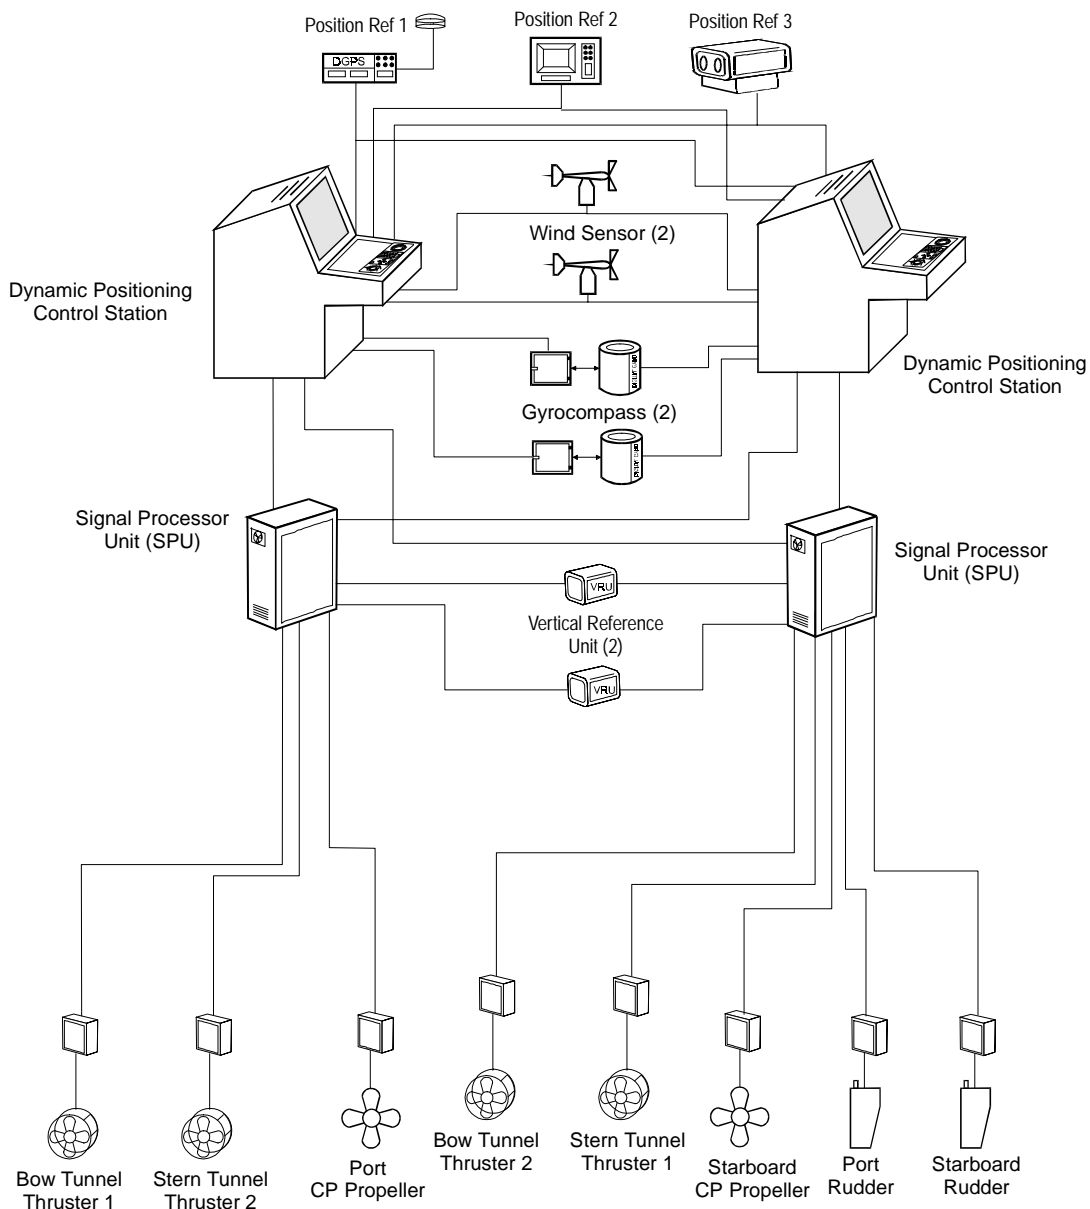 Position Ref 1
Position Ref 2
Position Ref 3
DGPS
Wind Sensor (2)
Dynamic Positioning
Control Station
Dynamic Positioning
Control Station
Gyrocompass (2)
Signal Processor
Unit (SPU)
Signal Processor
Unit (SPU)
VRU
Vertical Reference
Unit (2)
VRU
Bow Tunnel
Thruster 1
Stern Tunnel
Thruster 2
Port
CP Propeller
Bow Tunnel
Thruster 2
Stern Tunnel
Thruster 1
Starboard
CP Propeller
Port
Rudder
Starboard
Rudder